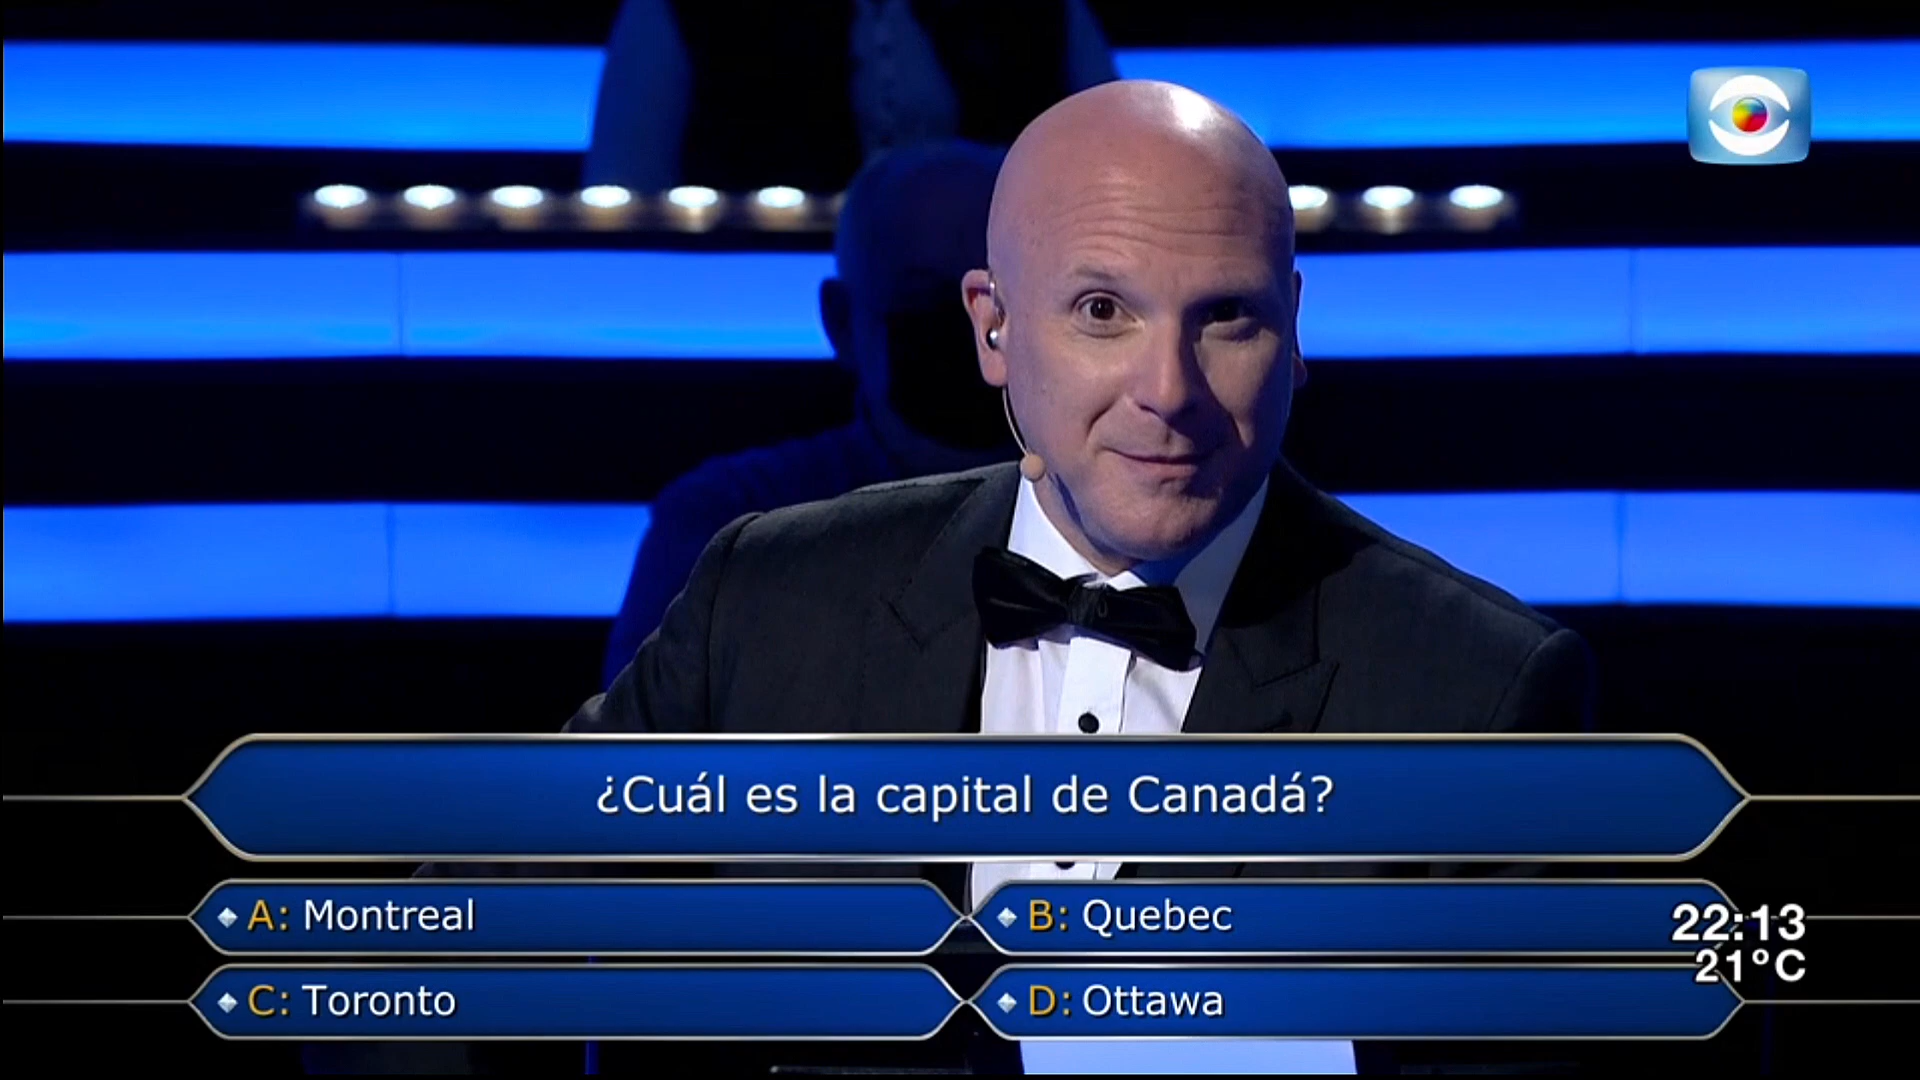 ¿Cuál es la capital de Canadá?
A: Montreal
B: Quebec
C: Toronto
D: Ottawa
22:13
21°C